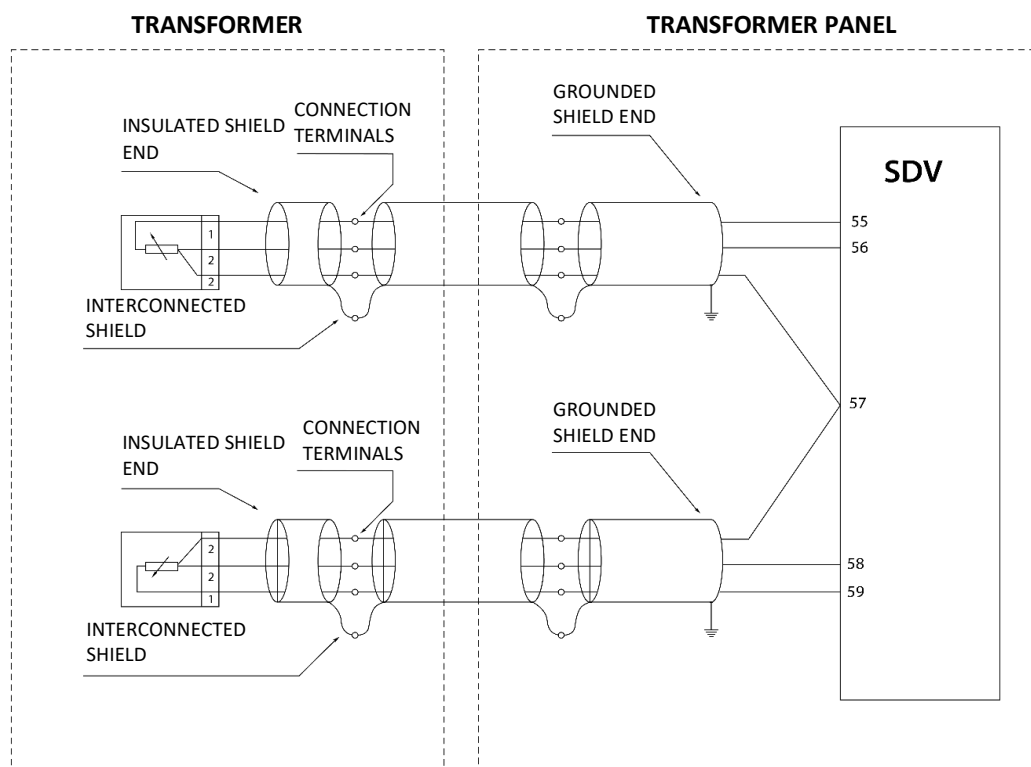 TRANSFORMER
TRANSFORMER PANEL
INSULATED SHIELD
END
CONNECTION
TERMINALS
GROUNDED
SHIELD END
SDV
1
2
2
55
56
INTERCONNECTED
SHIELD
57
INSULATED SHIELD
END
CONNECTION
TERMINALS
GROUNDED
SHIELD END
2
2
1
58
59
INTERCONNECTED
SHIELD